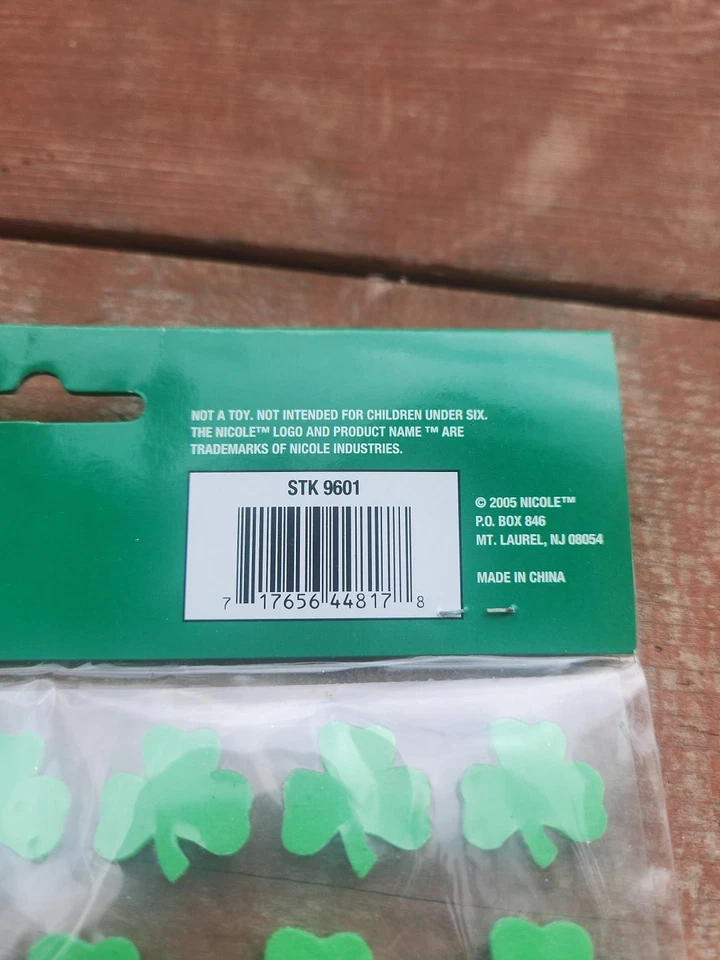 NOT A TOY. NOT INTENDED FOR CHILDREN UNDER SIX.
THE NICOLE™ LOGO AND PRODUCT NAME ™ ARE
TRADEMARKS OF NICOLE INDUSTRIES.
STK 9601
7 17656 44817 8
© 2005 NICOLE™
P.O. BOX 846
MT. LAUREL, NJ 08054
MADE IN CHINA